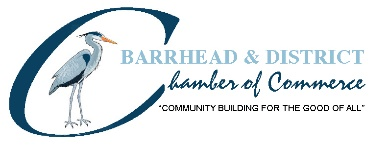 BARRHEAD & DISTRICT
Chamber of Commerce
"COMMUNITY BUILDING FOR THE GOOD OF ALL"